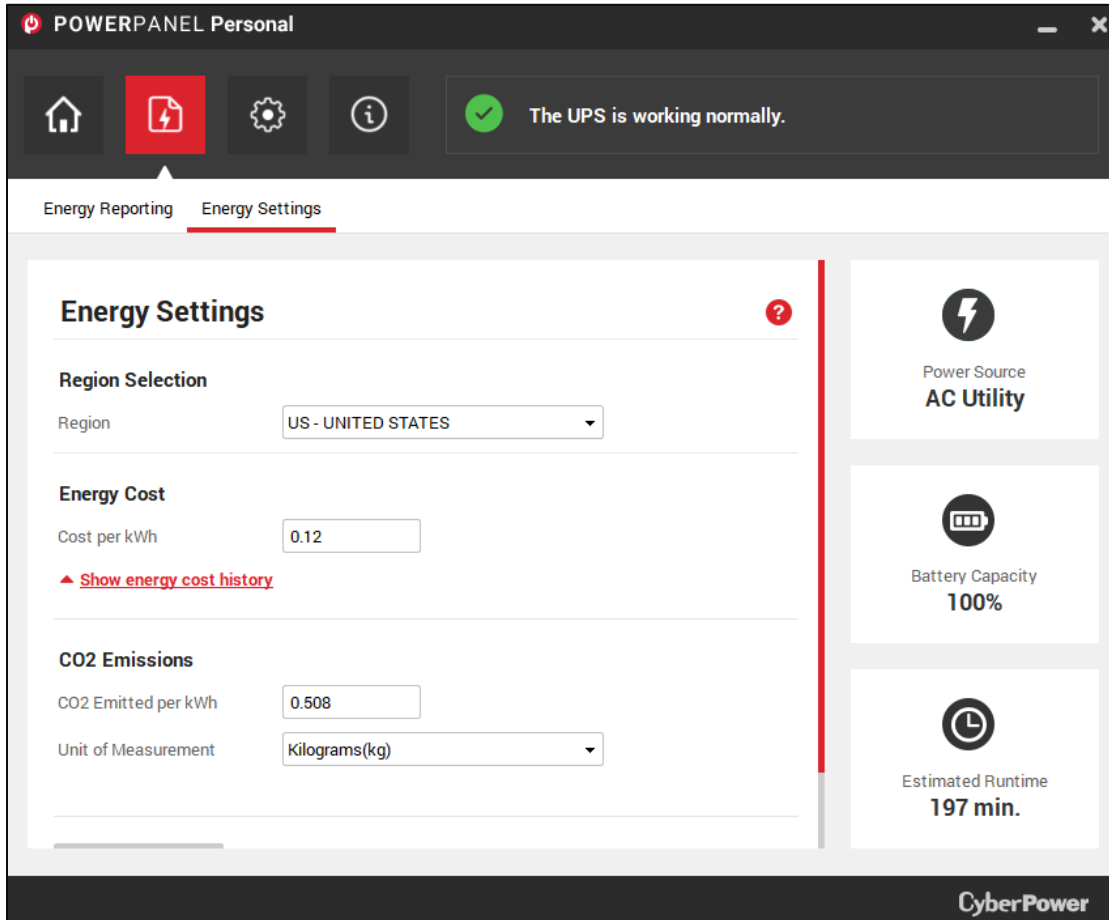 POWERPANEL Personal
The UPS is working normally.
Energy Reporting Energy Settings
Energy Settings
?
Region Selection
Region US - UNITED STATES
Energy Cost
Cost per kWh 0.12
Show energy cost history
CO2 Emissions
CO2 Emitted per kWh 0.508
Unit of Measurement Kilograms(kg)
Power Source
AC Utility
Battery Capacity
100%
Estimated Runtime
197 min.
CyberPower